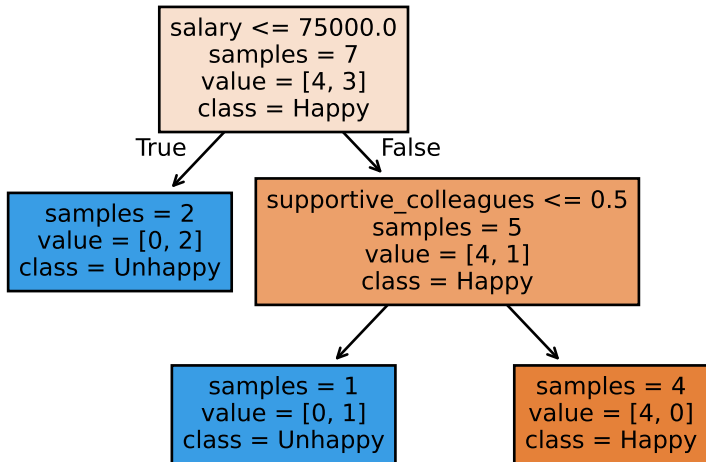 salary <= 75000.0
samples = 7
value = [4, 3]
class = Happy
True
False
samples = 2
value = [0, 2]
class = Unhappy
supportive_colleagues <= 0.5
samples = 5
value = [4, 1]
class = Happy
samples = 1
value = [0, 1]
class = Unhappy
samples = 4
value = [4, 0]
class = Happy